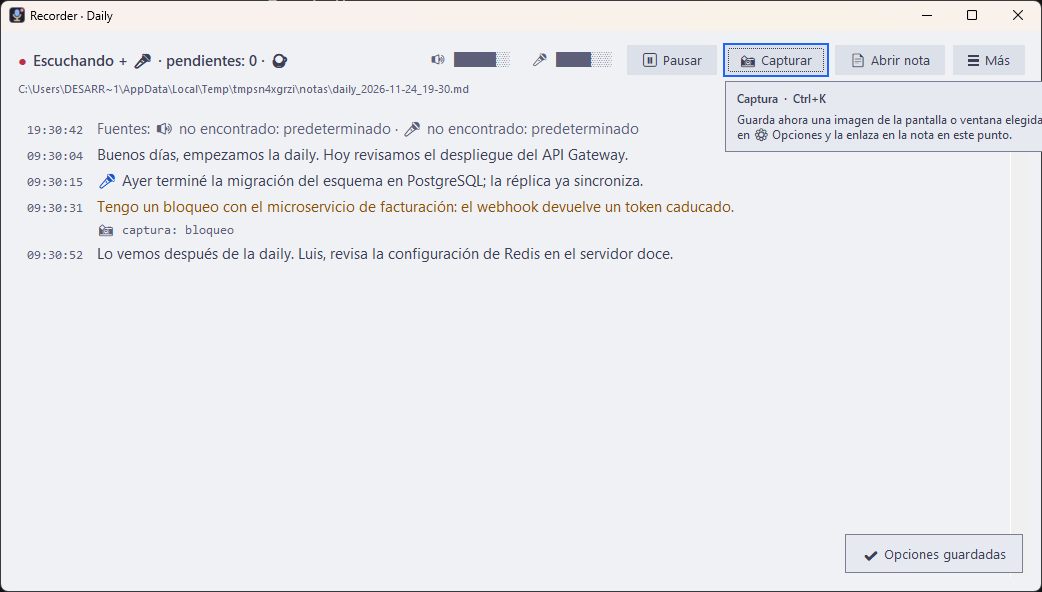 Recorder · Daily
Escuchando + · pendientes: 0 ·
Pausar
Capturar
Abrir nota
Más
C:\Users\DESARR~1\AppData\Local\Temp\tmpsn4xgrzi\notas\daily_2026-11-24_19-30.md
Captura · Ctrl+K
Guarda ahora una imagen de la pantalla o ventana elegida
en Opciones y la enlaza en la nota en este punto.
19:30:42 Fuentes: no encontrado: predeterminado · no encontrado: predeterminado
09:30:04 Buenos días, empezamos la daily. Hoy revisamos el despliegue del API Gateway.
09:30:15 Ayer terminé la migración del esquema en PostgreSQL; la réplica ya sincroniza.
09:30:31 Tengo un bloqueo con el microservicio de facturación: el webhook devuelve un token caducado.
captura: bloqueo
09:30:52 Lo vemos después de la daily. Luis, revisa la configuración de Redis en el servidor doce.
Opciones guardadas